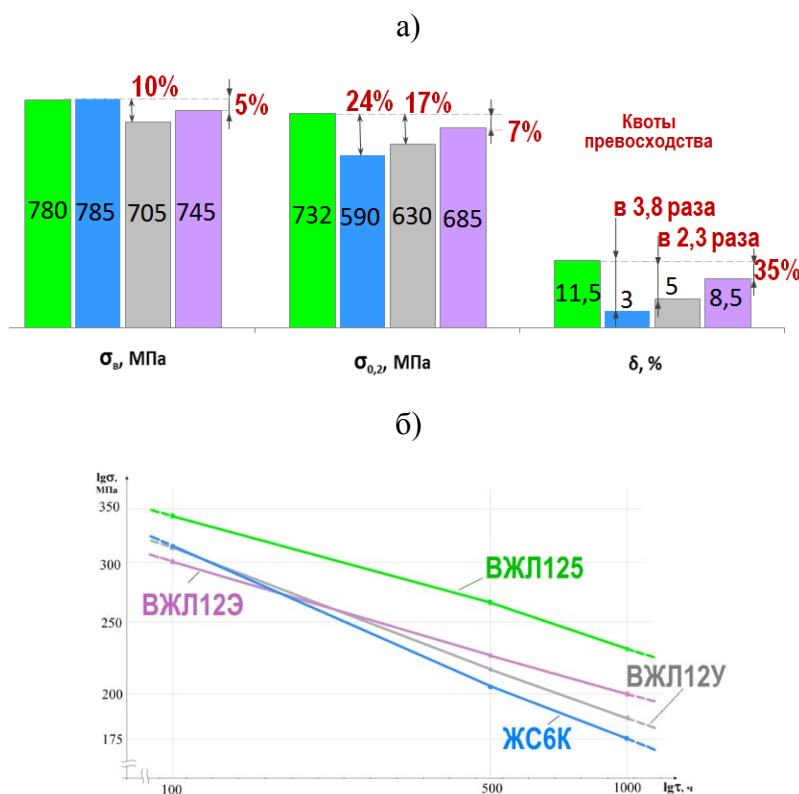 а)
10%
5%
780
785
705
745
σв, МПа
24%
17%
7%
732
590
630
685
σ0,2, МПа
Квоты
превосходства
в 3,8 раза
в 2,3 раза
35%
11,5
3
5
8,5
δ, %
б)
lgσ,
МПа
350
300
250
200
175
ВЖЛ125
ВЖЛ12Э
ВЖЛ12У
ЖС6К
100
500
1000
lgτ, ч